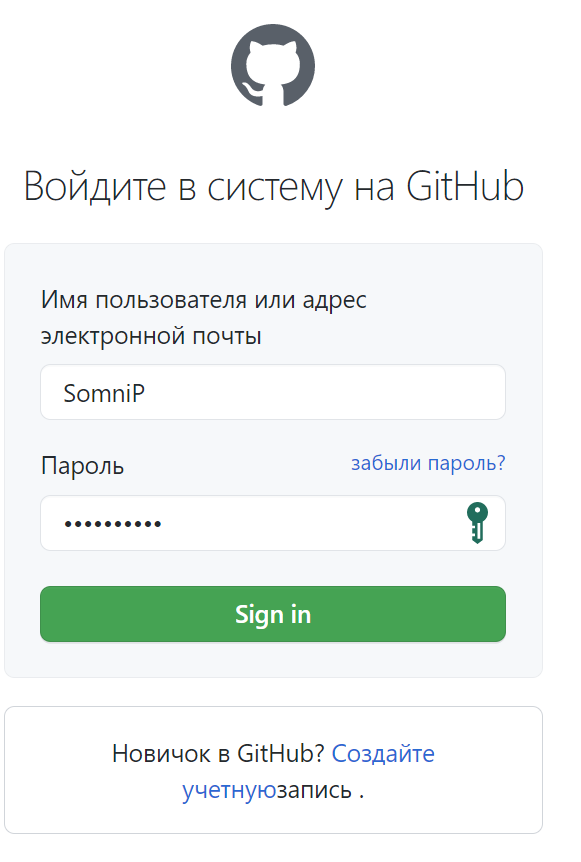 Войдите в систему на GitHub
Имя пользователя или адрес
электронной почты
SomniP
Пароль
забыли пароль?
••••••••••
Sign in
Новичок в GitHub? Создайте
учетнуюзапись .